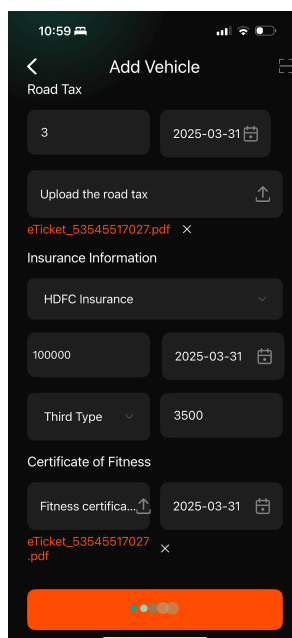 10:59
Add Vehicle
Road Tax
3
2025-03-31
Upload the road tax
eTicket_53545517027.pdf ×
Insurance Information
HDFC Insurance
100000
2025-03-31
Third Type
3500
Certificate of Fitness
Fitness certifica...
2025-03-31
eTicket_53545517027
.pdf ×